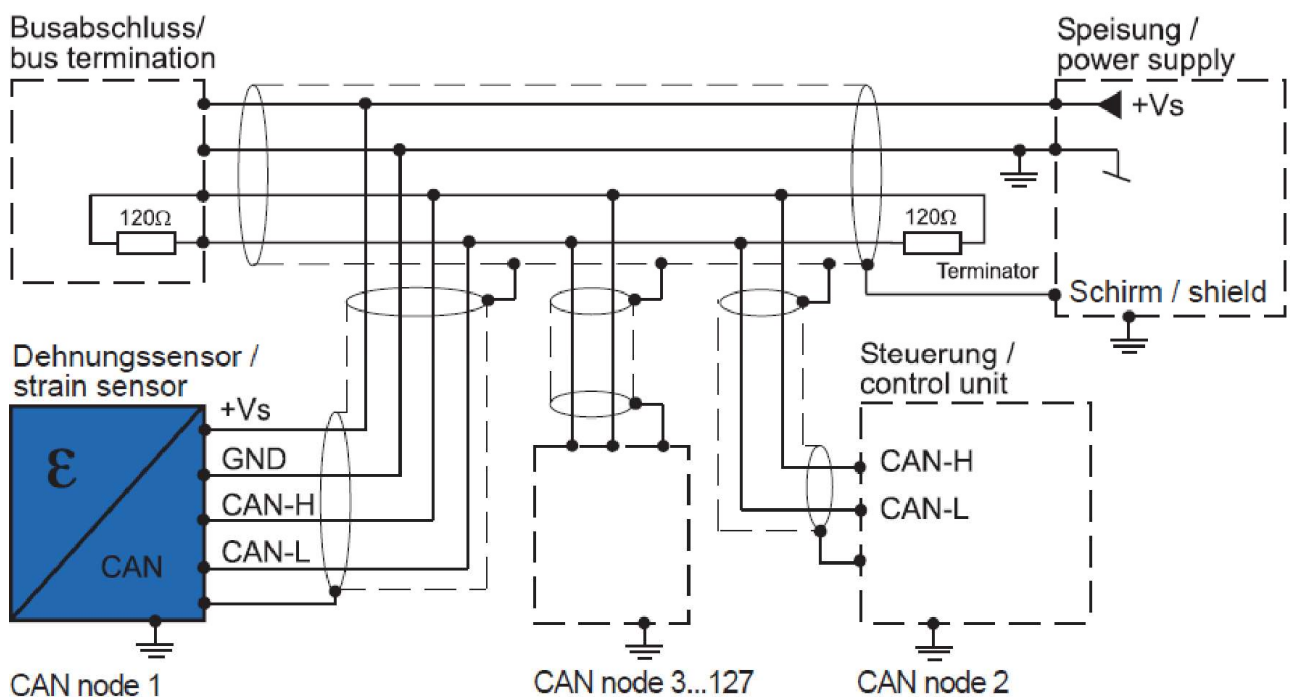 Busabschluss/
bus termination
Speisung /
power supply
+Vs
120Ω
120Ω
Terminator
Schirm / shield
Dehnungssensor /
strain sensor
+Vs
GND
CAN-H
CAN-L
ε
CAN
Steuerung /
control unit
CAN-H
CAN-L
CAN node 1
CAN node 3...127
CAN node 2